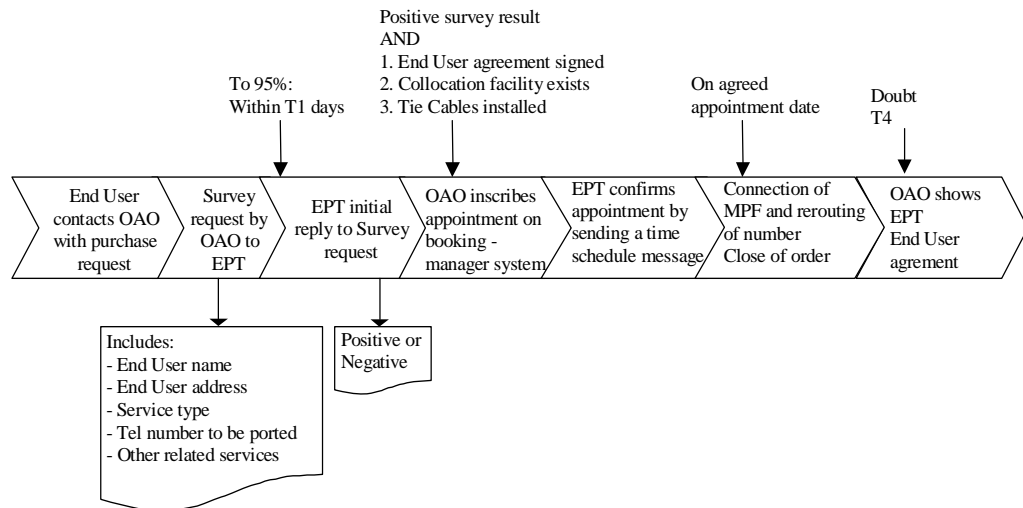 Positive survey result
AND
1. End User agreement signed
2. Collocation facility exists
3. Tie Cables installed
To 95%:
Within T1 days
On agreed
appointment date
Doubt
T4
End User
contacts OAO
with purchase
request
Survey
request by
OAO to
EPT
EPT initial
reply to Survey
request
OAO inscribes
appointment on
booking -
manager system
EPT confirms
appointment by
sending a time
schedule message
Connection of
MPF and rerouting
of number
Close of order
OAO shows
EPT
End User
agrement
Includes:
- End User name
- End User address
- Service type
- Tel number to be ported
- Other related services
Positive or
Negative